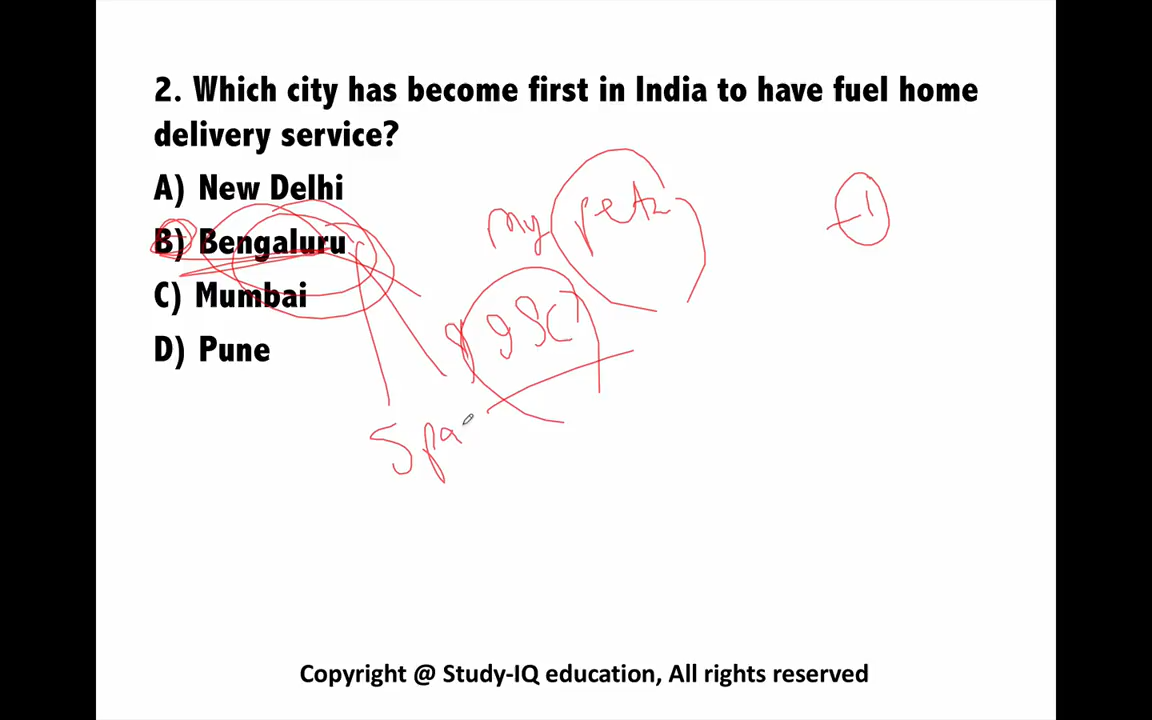 2. Which city has become first in India to have fuel home
delivery service?
A) New Delhi
B) Bengaluru
C) Mumbai
D) Pune
my
-1
Copyright @ Study-IQ education, All rights reserved